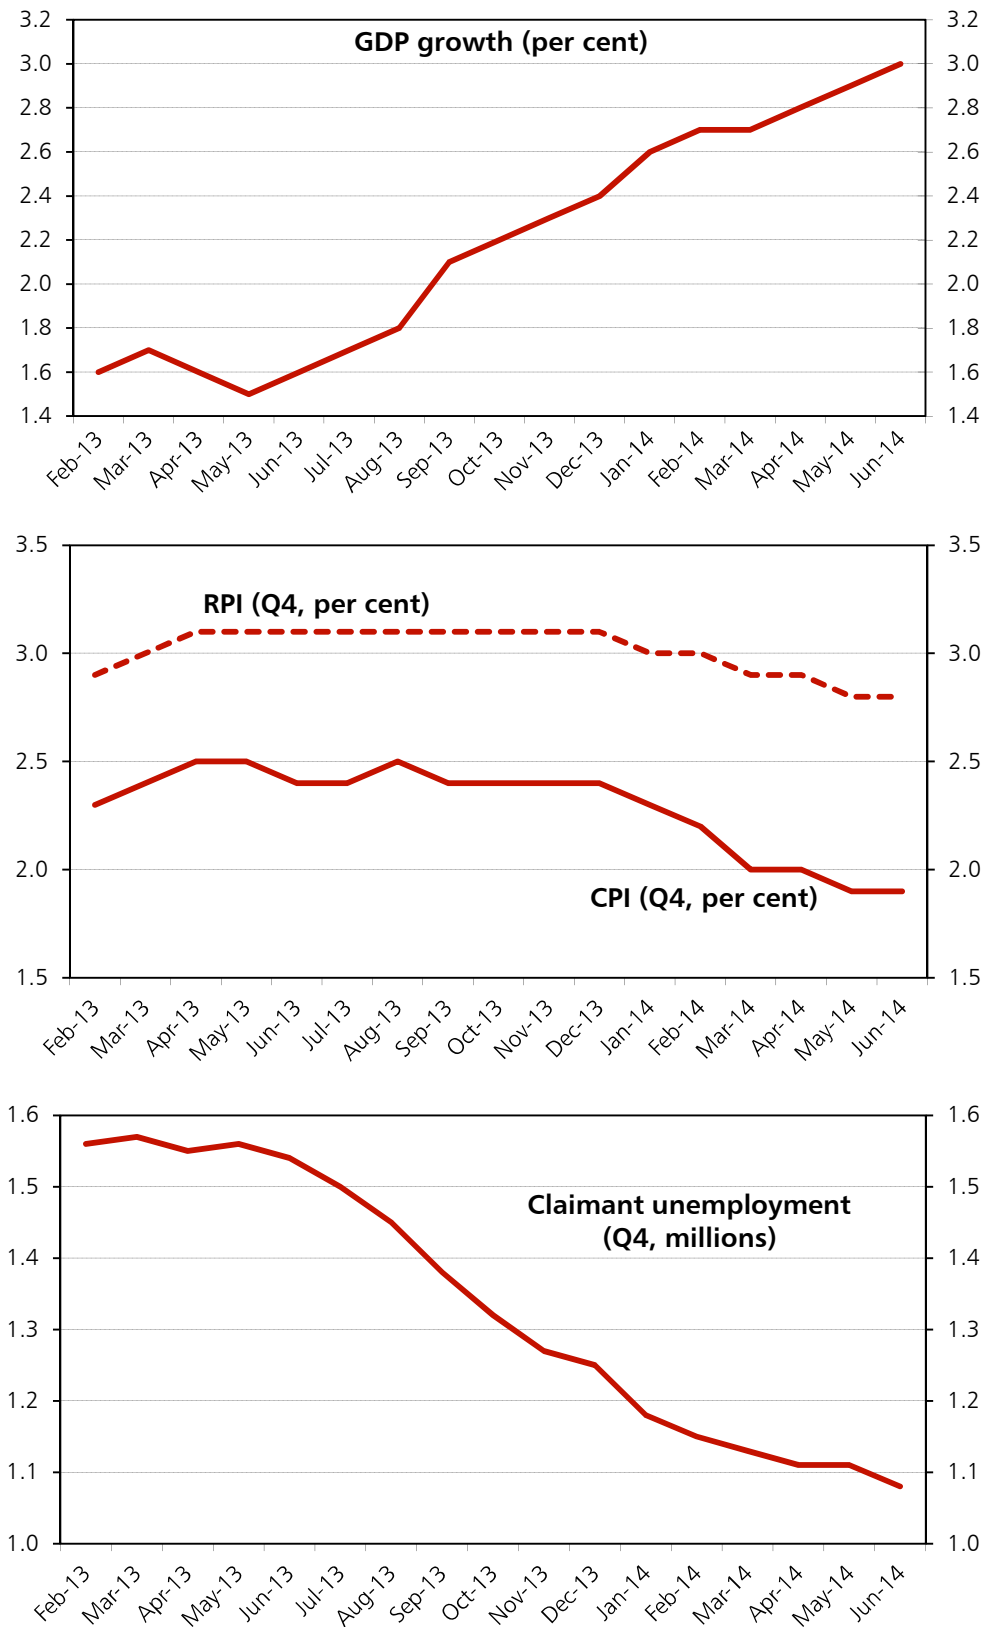 GDP growth (per cent)
3.2 3.2
3.0 3.0
2.8 2.8
2.6 2.6
2.4 2.4
2.2 2.2
2.0 2.0
1.8 1.8
1.6 1.6
1.4 1.4
Feb-13 Mar-13 Apr-13 May-13 Jun-13 Jul-13 Aug-13 Sep-13 Oct-13 Nov-13 Dec-13 Jan-14 Feb-14 Mar-14 Apr-14 May-14 Jun-14
3.5 3.5
RPI (Q4, per cent)
3.0 3.0
2.5 2.5
2.0 2.0
CPI (Q4, per cent)
1.5 1.5
Feb-13 Mar-13 Apr-13 May-13 Jun-13 Jul-13 Aug-13 Sep-13 Oct-13 Nov-13 Dec-13 Jan-14 Feb-14 Mar-14 Apr-14 May-14 Jun-14
1.6 1.6
1.5 1.5
Claimant unemployment
(Q4, millions)
1.4 1.4
1.3 1.3
1.2 1.2
1.1 1.1
1.0 1.0
Feb-13 Mar-13 Apr-13 May-13 Jun-13 Jul-13 Aug-13 Sep-13 Oct-13 Nov-13 Dec-13 Jan-14 Feb-14 Mar-14 Apr-14 May-14 Jun-14